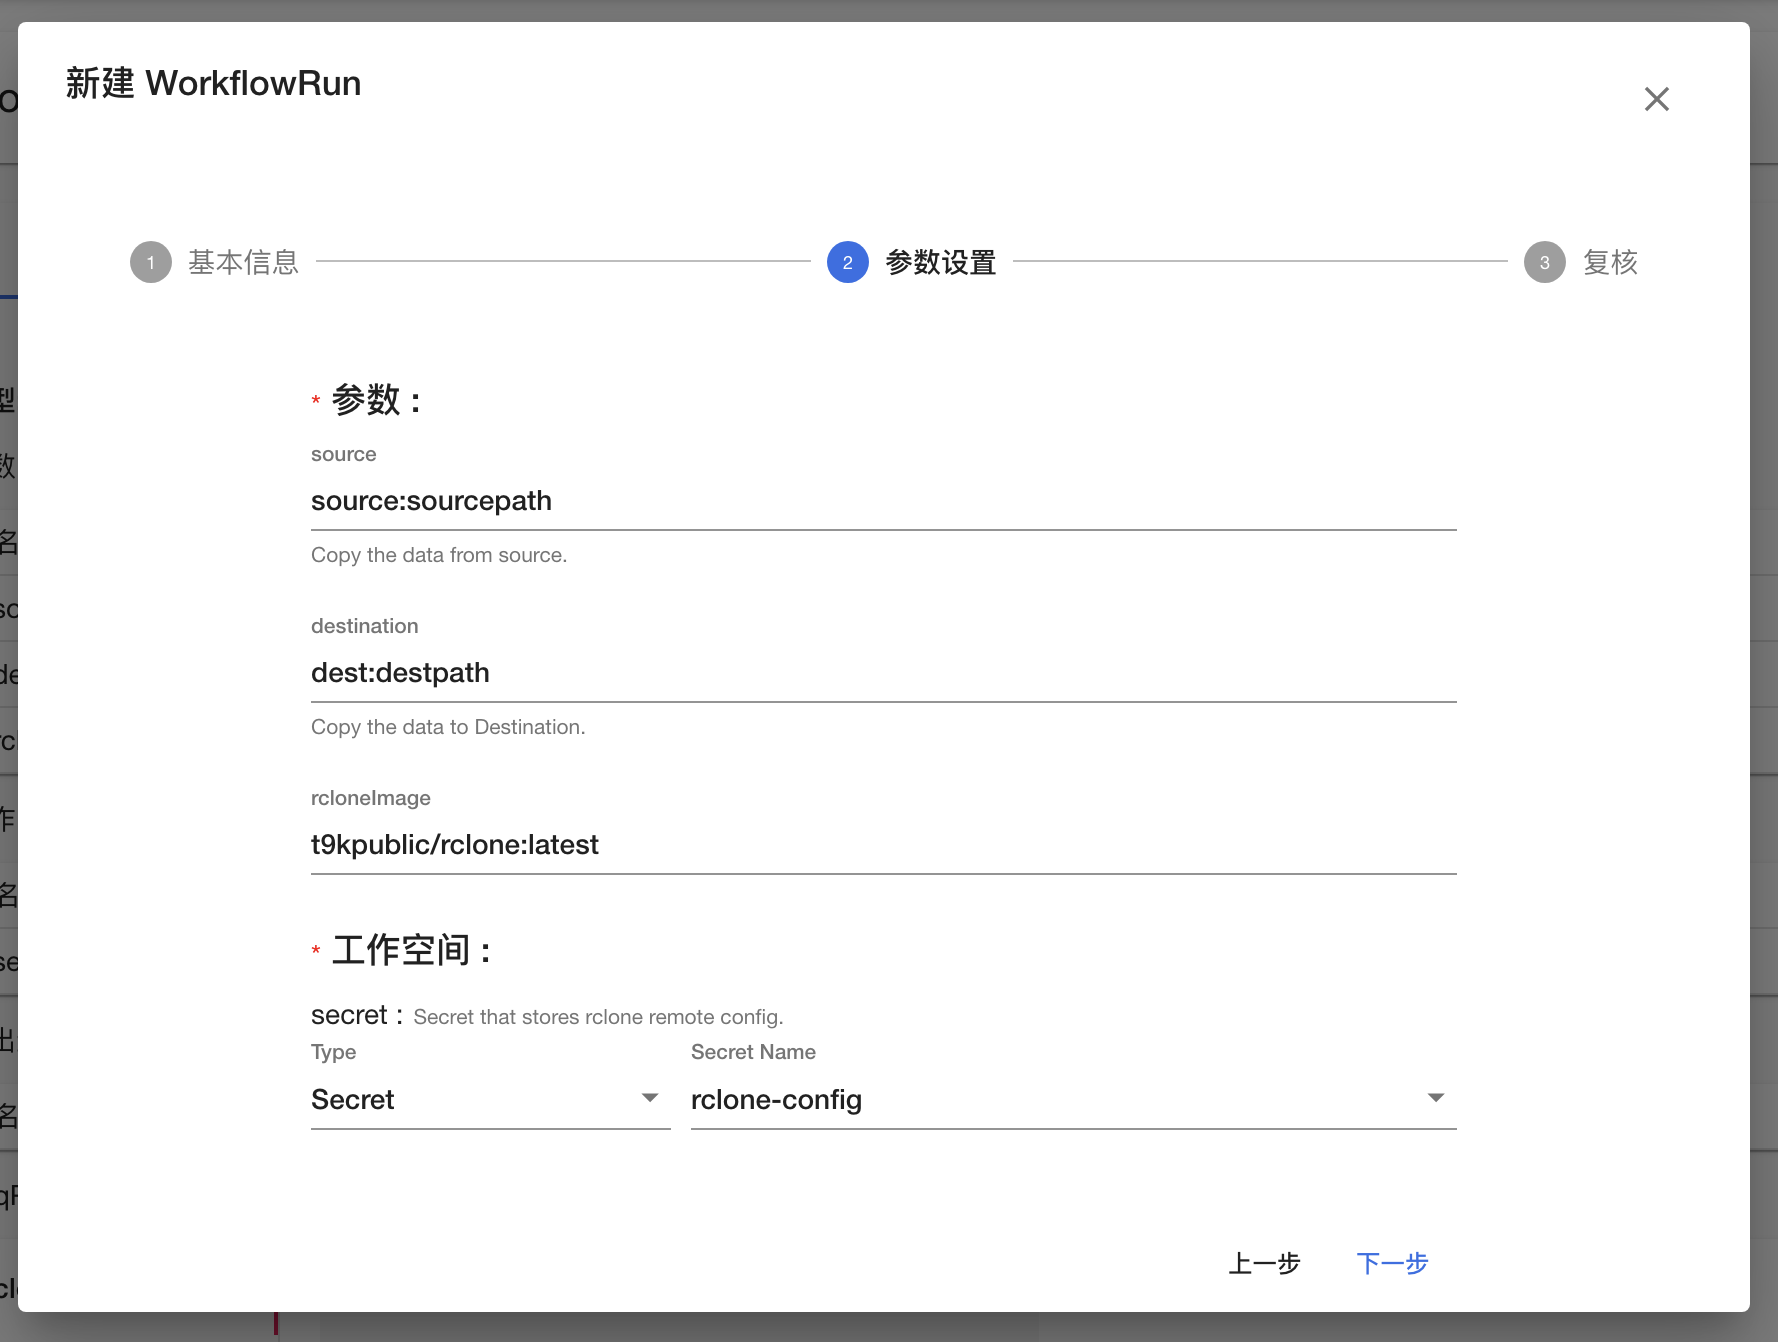 新建 WorkflowRun
1 基本信息
2 参数设置
3 复核
* 参数：
source
source:sourcepath
Copy the data from source.
destination
dest:destpath
Copy the data to Destination.
rcloneImage
t9kpublic/rclone:latest
* 工作空间：
secret： Secret that stores rclone remote config.
Type
Secret Name
Secret
rclone-config
上一步
下一步